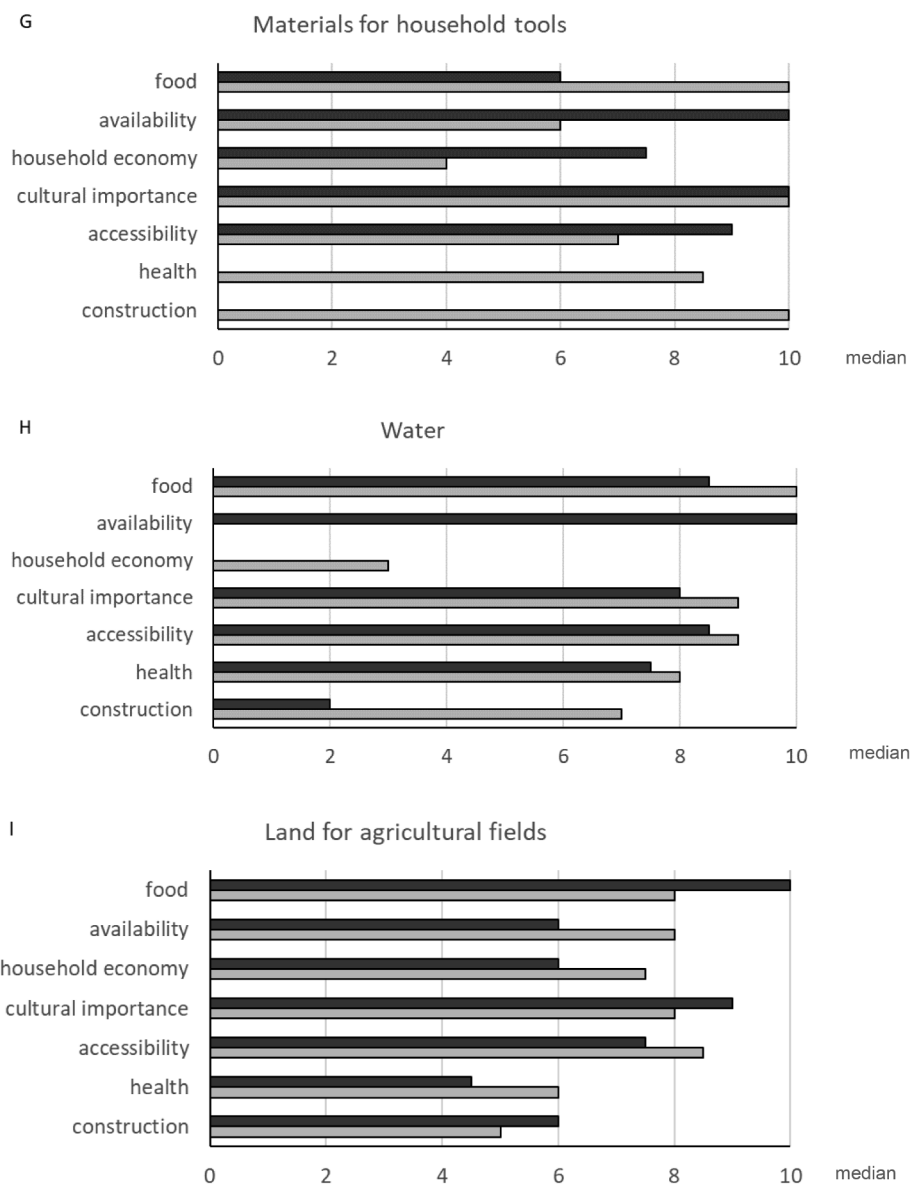 G
Materials for household tools
food
availability
household economy
cultural importance
accessibility
health
construction
0 2 4 6 8 10 median
H
Water
food
availability
household economy
cultural importance
accessibility
health
construction
0 2 4 6 8 10 median
I
Land for agricultural fields
food
availability
household economy
cultural importance
accessibility
health
construction
0 2 4 6 8 10 median